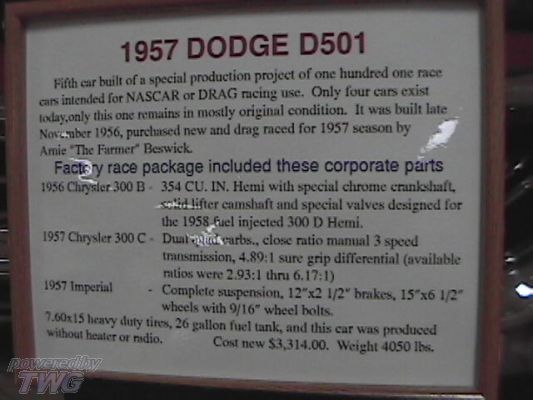 1957 DODGE D501
Fifth car built of a special production project of one hundred one race
cars intended for NASCAR or DRAG racing use. Only four cars exist
today,only this one remains in mostly original condition. It was built late
November 1956, purchased new and drag raced for 1957 season by
Arnie "The Farmer" Beswick.
Factory race package included these corporate parts
1956 Chrysler 300 B - 354 CU. IN. Hemi with special chrome crankshaft,
solid lifter camshaft and special valves designed for
the 1958 fuel injected 300 D Hemi.
1957 Chrysler 300 C - Dual quad carbs., close ratio manual 3 speed
transmission, 4.89:1 sure grip differential (available
ratios were 2.93:1 thru 6.17:1)
1957 Imperial - Complete suspension, 12"x2 1/2" brakes, 15"x6 1/2"
wheels with 9/16" wheel bolts.
7.60x15 heavy duty tires, 26 gallon fuel tank, and this car was produced
without heater or radio. Cost new $3,314.00. Weight 4050 lbs.
powered by
TWG